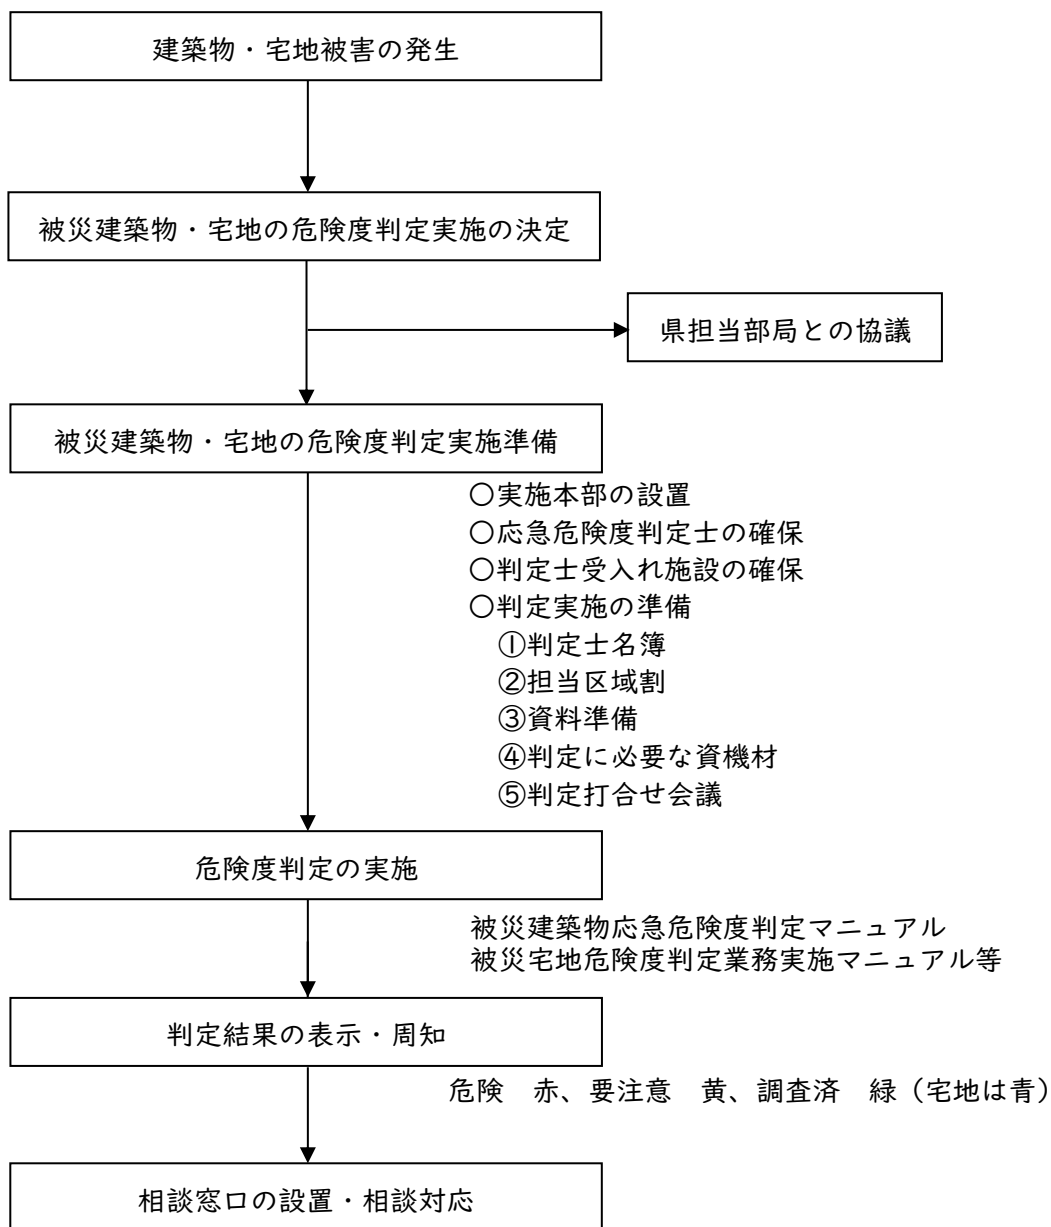 建築物・宅地被害の発生
被災建築物・宅地の危険度判定実施の決定
県担当部局との協議
被災建築物・宅地の危険度判定実施準備
○実施本部の設置
○応急危険度判定士の確保
○判定士受入れ施設の確保
○判定実施の準備
①判定士名簿
②担当区域割
③資料準備
④判定に必要な資機材
⑤判定打合せ会議
危険度判定の実施
被災建築物応急危険度判定マニュアル
被災宅地危険度判定業務実施マニュアル等
判定結果の表示・周知
危険　赤、要注意　黄、調査済　緑（宅地は青）
相談窓口の設置・相談対応